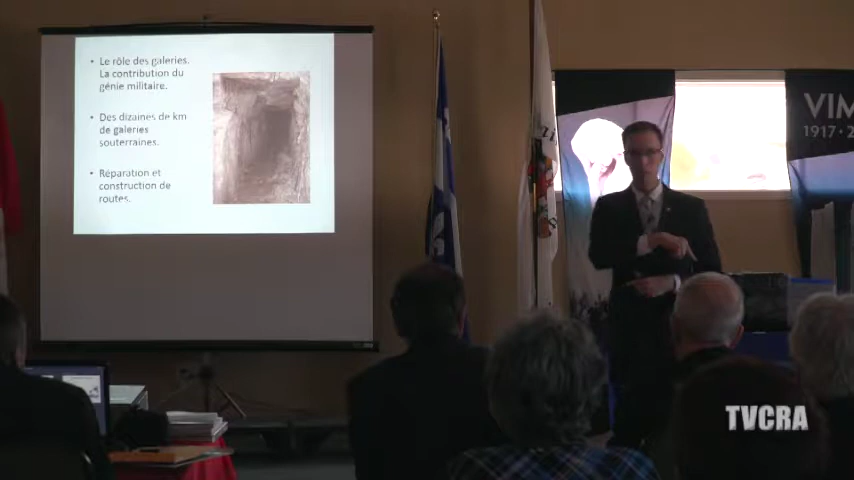 • Le rôle des galeries.
La contribution du
génie militaire.
• Des dizaines de km
de galeries
souterraines.
• Réparation et
construction de
routes.
VIM
1917
TVCRA